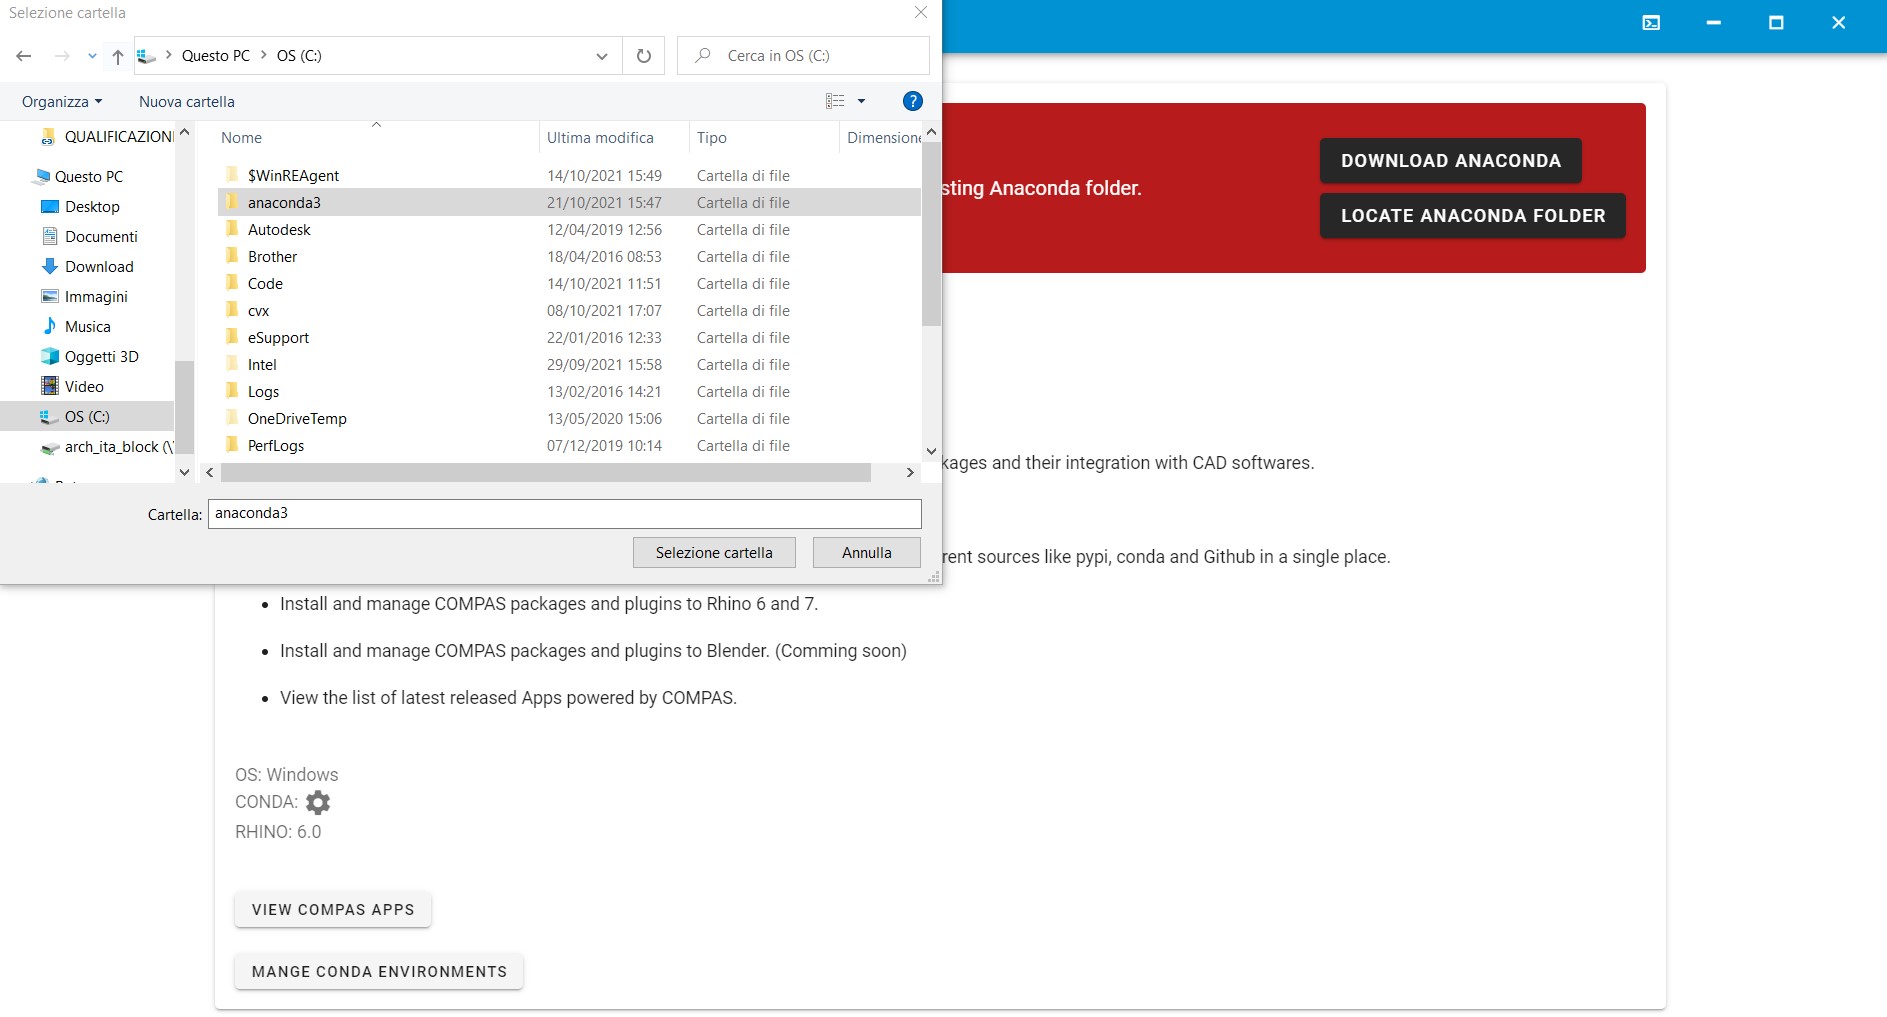 Selezione cartella
Questo PC > OS (C:)
Cerca in OS (C:)
Organizza
Nuova cartella
?
QUALIFICAZION
Questo PC
Desktop
Documenti
Download
Immagini
Musica
Oggetti 3D
Video
OS (C:)
arch_ita_block (\
Nome Ultima modifica Tipo Dimensione
$WinREAgent 14/10/2021 15:49 Cartella di file
anaconda3 21/10/2021 15:47 Cartella di file
Autodesk 12/04/2019 12:56 Cartella di file
Brother 18/04/2016 08:53 Cartella di file
Code 14/10/2021 11:51 Cartella di file
cvx 08/10/2021 17:07 Cartella di file
eSupport 22/01/2016 12:33 Cartella di file
Intel 29/09/2021 15:58 Cartella di file
Logs 13/02/2016 14:21 Cartella di file
OneDriveTemp 13/05/2020 15:06 Cartella di file
PerfLogs 07/12/2019 10:14 Cartella di file
Cartella: anaconda3
Selezione cartella Annulla
sting Anaconda folder.
DOWNLOAD ANACONDA
LOCATE ANACONDA FOLDER
kages and their integration with CAD softwares.
rent sources like pypi, conda and Github in a single place.
• Install and manage COMPAS packages and plugins to Rhino 6 and 7.
• Install and manage COMPAS packages and plugins to Blender. (Comming soon)
• View the list of latest released Apps powered by COMPAS.
OS: Windows
CONDA:
RHINO: 6.0
VIEW COMPAS APPS
MANGE CONDA ENVIRONMENTS